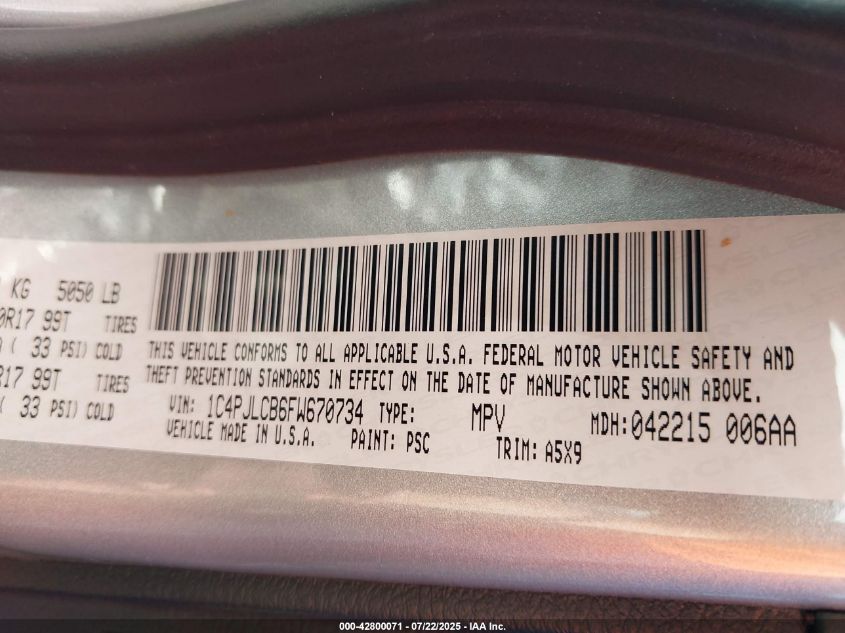 KG 5050 LB
0R17 99T TIRES
( 33 PSI) COLD
R17 99T TIRES
( 33 PSI) COLD
THIS VEHICLE CONFORMS TO ALL APPLICABLE U.S.A. FEDERAL MOTOR VEHICLE SAFETY AND
THEFT PREVENTION STANDARDS IN EFFECT ON THE DATE OF MANUFACTURE SHOWN ABOVE.
VIN: 1C4PJLCB6FW670734 TYPE: MPV MDH:042215 006AA
VEHICLE MADE IN U.S.A. PAINT: PSC TRIM: A5X9
000-42800071 - 07/22/2025 - IAA Inc.